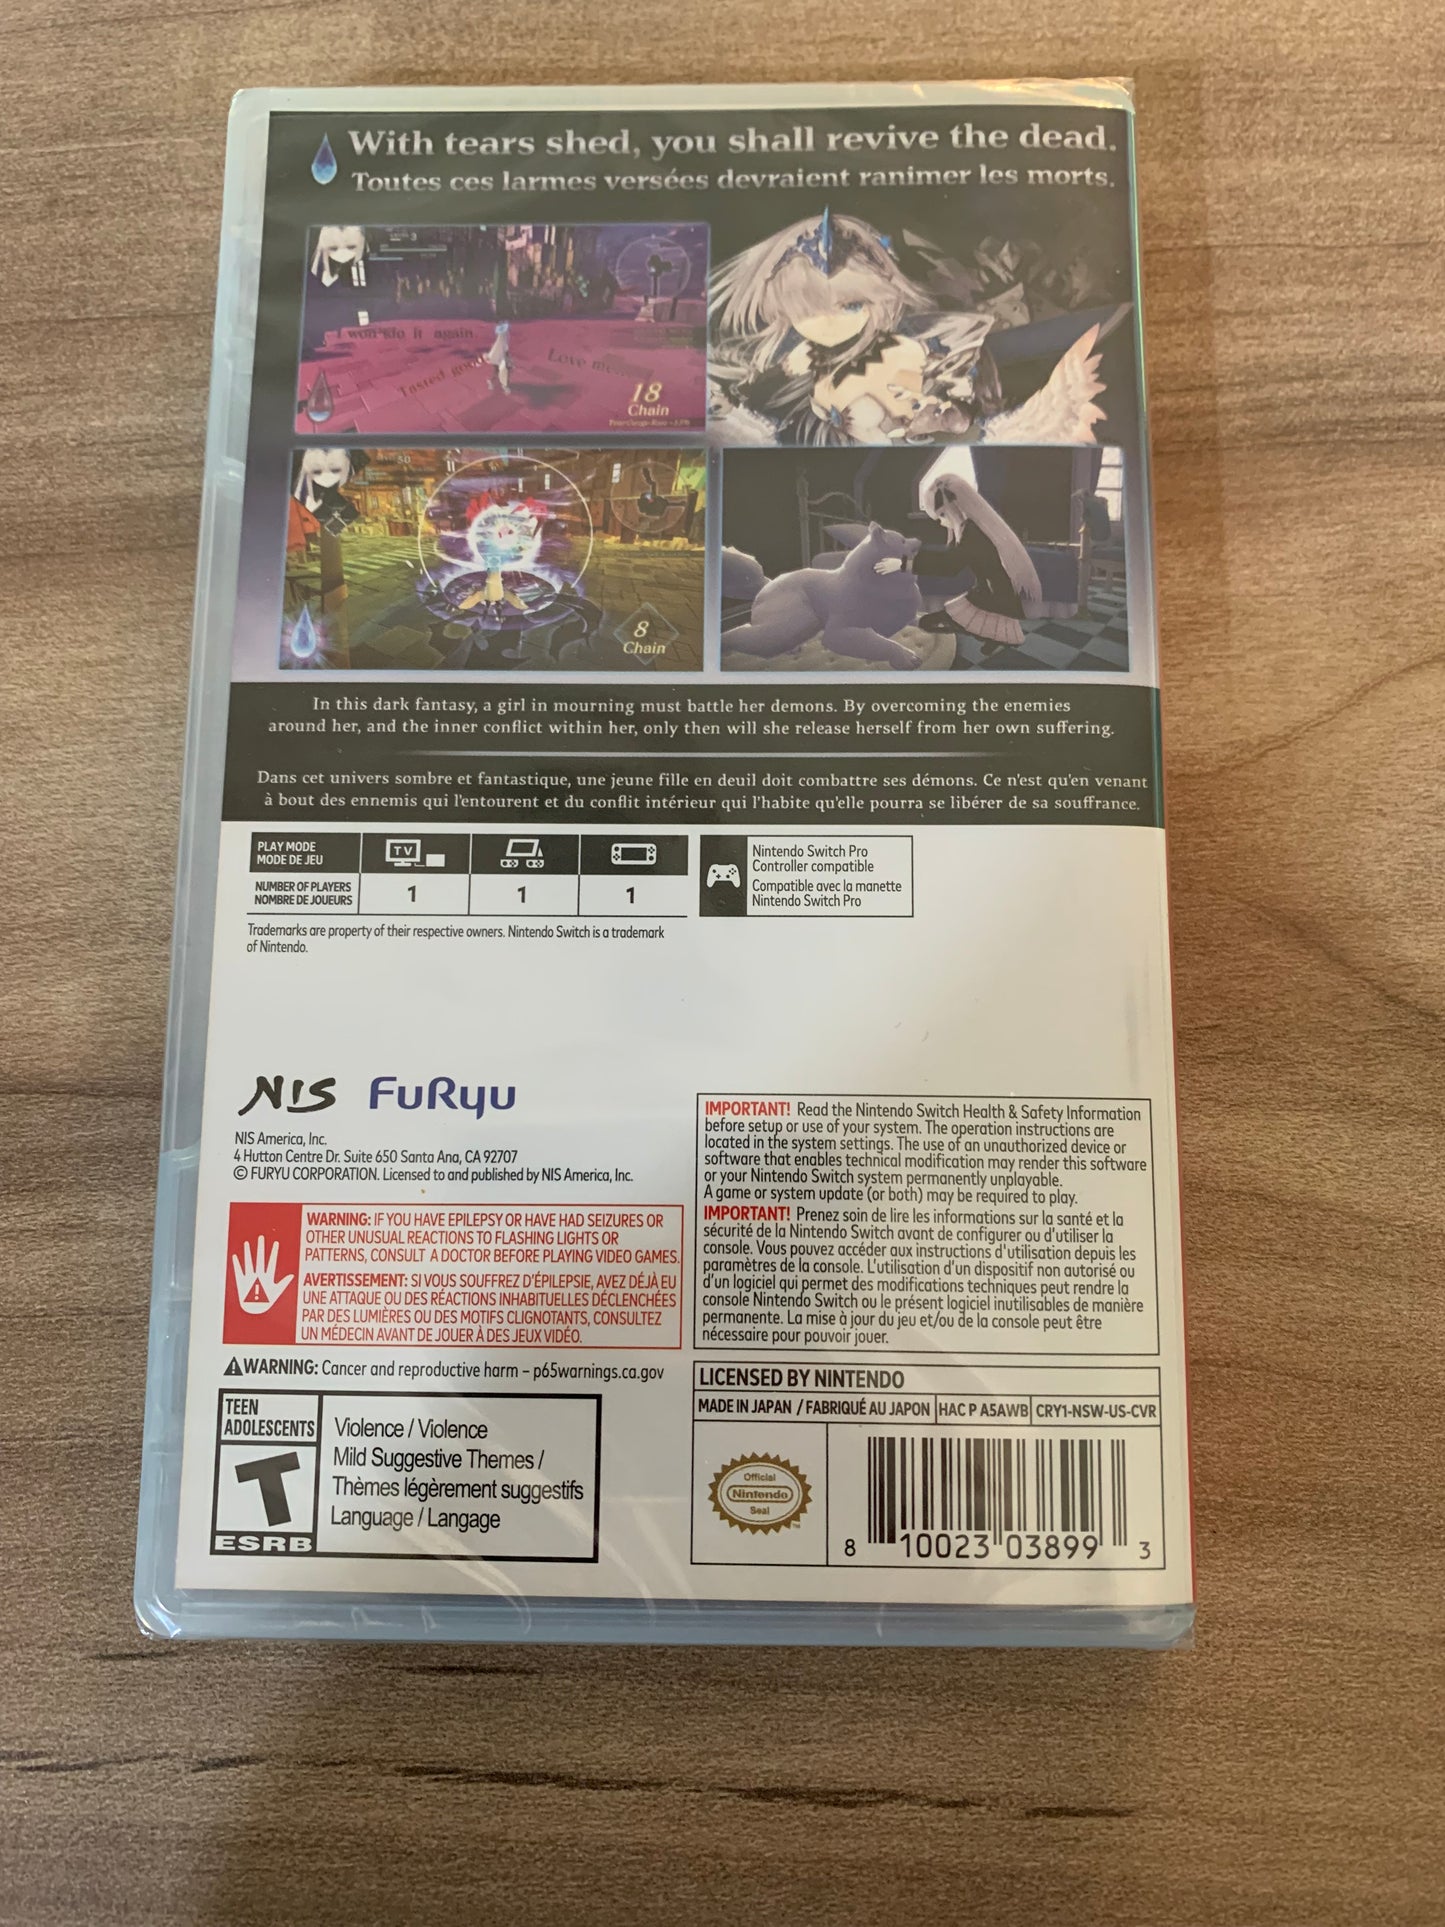 With tears shed, you shall revive the dead.
Toutes ces larmes versées devraient ranimer les morts.
3
I won't do it again.
Tasted good
Love me...
18
Chain
50
8
Chain
In this dark fantasy, a girl in mourning must battle her demons. By overcoming the enemies
around her, and the inner conflict within her, only then will she release herself from her own suffering.
Dans cet univers sombre et fantastique, une jeune fille en deuil doit combattre ses démons. Ce n'est qu'en venant
à bout des ennemis qui l'entourent et du conflit intérieur qui l'habite qu'elle pourra se libérer de sa souffrance.
PLAY MODE
MODE DE JEU
TV
NUMBER OF PLAYERS
NOMBRE DE JOUEURS
1
1
1
Nintendo Switch Pro
Controller compatible
Compatible avec la manette
Nintendo Switch Pro
Trademarks are property of their respective owners. Nintendo Switch is a trademark
of Nintendo.
NIS FuRyu
NIS America, Inc.
4 Hutton Centre Dr. Suite 650 Santa Ana, CA 92707
© FURYU CORPORATION. Licensed to and published by NIS America, Inc.
WARNING: IF YOU HAVE EPILEPSY OR HAVE HAD SEIZURES OR
OTHER UNUSUAL REACTIONS TO FLASHING LIGHTS OR
PATTERNS, CONSULT A DOCTOR BEFORE PLAYING VIDEO GAMES.
AVERTISSEMENT: SI VOUS SOUFFREZ D'ÉPILEPSIE, AVEZ DÉJÀ EU
UNE ATTAQUE OU DES RÉACTIONS INHABITUELLES DÉCLENCHÉES
PAR DES LUMIÈRES OU DES MOTIFS CLIGNOTANTS, CONSULTEZ
UN MÉDECIN AVANT DE JOUER À DES JEUX VIDÉO.
WARNING: Cancer and reproductive harm – p65warnings.ca.gov
TEEN
ADOLESCENTS
T
ESRB
Violence / Violence
Mild Suggestive Themes /
Thèmes légèrement suggestifs
Language / Langage
IMPORTANT! Read the Nintendo Switch Health & Safety Information
before setup or use of your system. The operation instructions are
located in the system settings. The use of an unauthorized device or
software that enables technical modification may render this software
or your Nintendo Switch system permanently unplayable.
A game or system update (or both) may be required to play.
IMPORTANT! Prenez soin de lire les informations sur la santé et la
sécurité de la Nintendo Switch avant de configurer ou d'utiliser la
console. Vous pouvez accéder aux instructions d'utilisation depuis les
paramètres de la console. L'utilisation d'un dispositif non autorisé ou
d'un logiciel qui permet des modifications techniques peut rendre la
console Nintendo Switch ou le présent logiciel inutilisables de manière
permanente. La mise à jour du jeu et/ou de la console peut être
nécessaire pour pouvoir jouer.
LICENSED BY NINTENDO
MADE IN JAPAN / FABRIQUÉ AU JAPON HAC P A5AWB CRY1-NSW-US-CVR
Official
Nintendo
Seal
TM
8 10023 03899 3